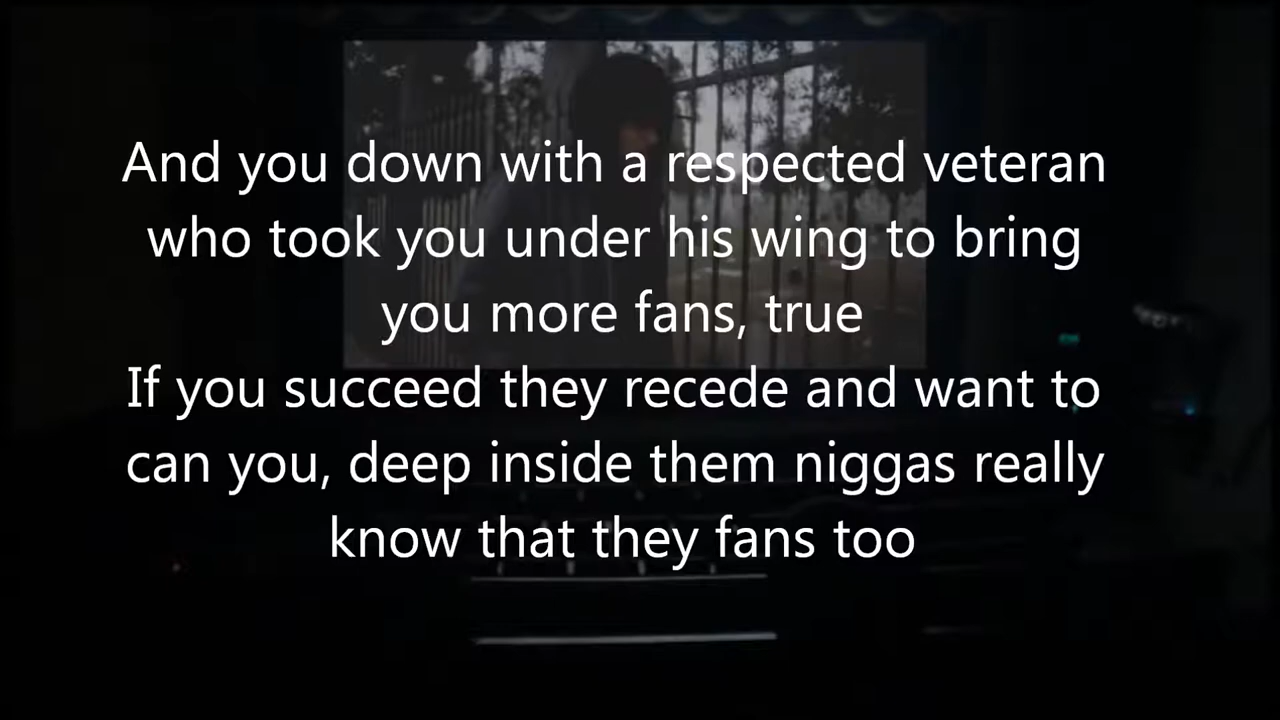 And you down with a respected veteran
who took you under his wing to bring
you more fans, true
If you succeed they recede and want to
can you, deep inside them niggas really
know that they fans too